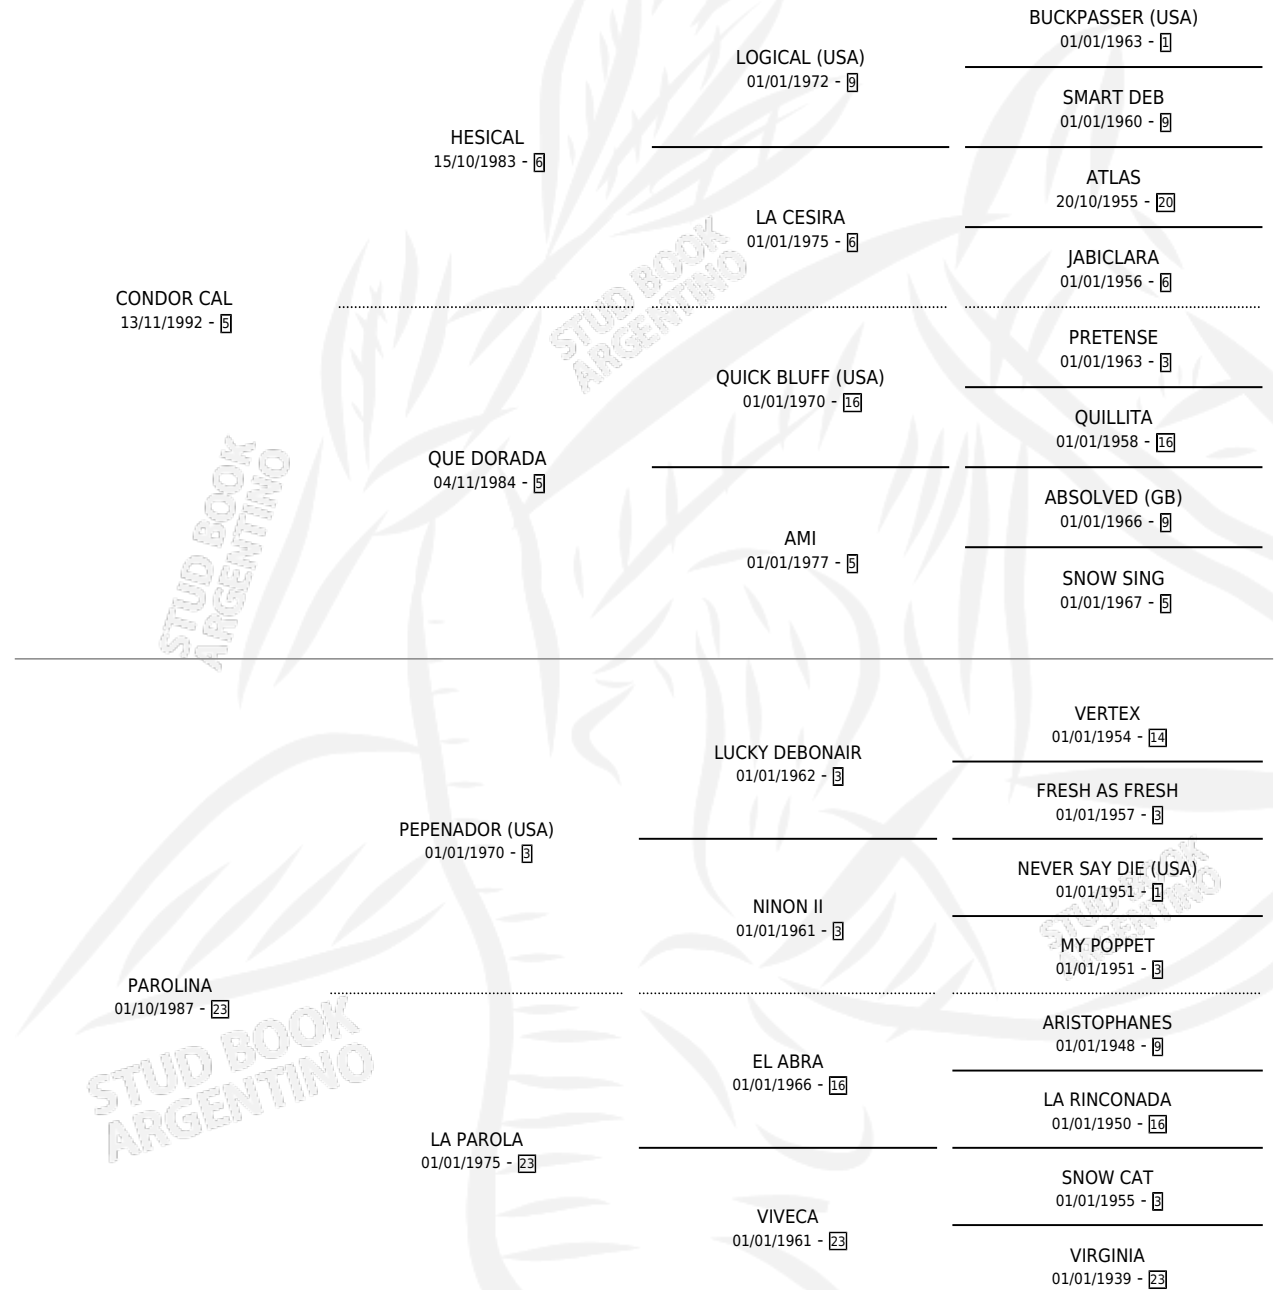 BUCKPASSER (USA)
01/01/1963 - 1
LOGICAL (USA)
01/01/1972 - 9
SMART DEB
01/01/1960 - 9
HESICAL
15/10/1983 - 6
ATLAS
20/10/1955 - 20
LA CESIRA
01/01/1975 - 6
JABICLARA
01/01/1956 - 6
CONDOR CAL
13/11/1992 - 5
PRETENSE
01/01/1963 - 3
QUICK BLUFF (USA)
01/01/1970 - 16
QUILLITA
01/01/1958 - 16
QUE DORADA
04/11/1984 - 5
ABSOLVED (GB)
01/01/1966 - 9
AMI
01/01/1977 - 5
SNOW SING
01/01/1967 - 5
VERTEX
01/01/1954 - 14
LUCKY DEBONAIR
01/01/1962 - 3
FRESH AS FRESH
01/01/1957 - 3
PEPENADOR (USA)
01/01/1970 - 3
NEVER SAY DIE (USA)
01/01/1951 - 1
NINON II
01/01/1961 - 3
MY POPPET
01/01/1951 - 3
PAROLINA
01/10/1987 - 23
ARISTOPHANES
01/01/1948 - 9
EL ABRA
01/01/1966 - 16
LA RINCONADA
01/01/1950 - 16
LA PAROLA
01/01/1975 - 23
SNOW CAT
01/01/1955 - 3
VIVECA
01/01/1961 - 23
VIRGINIA
01/01/1939 - 23
STUD BOOK
ARGENTINO
STUD BOOK
ARGENTINO
STUD BOOK
ARGENTINO
STUD BOOK
ARGENTINO